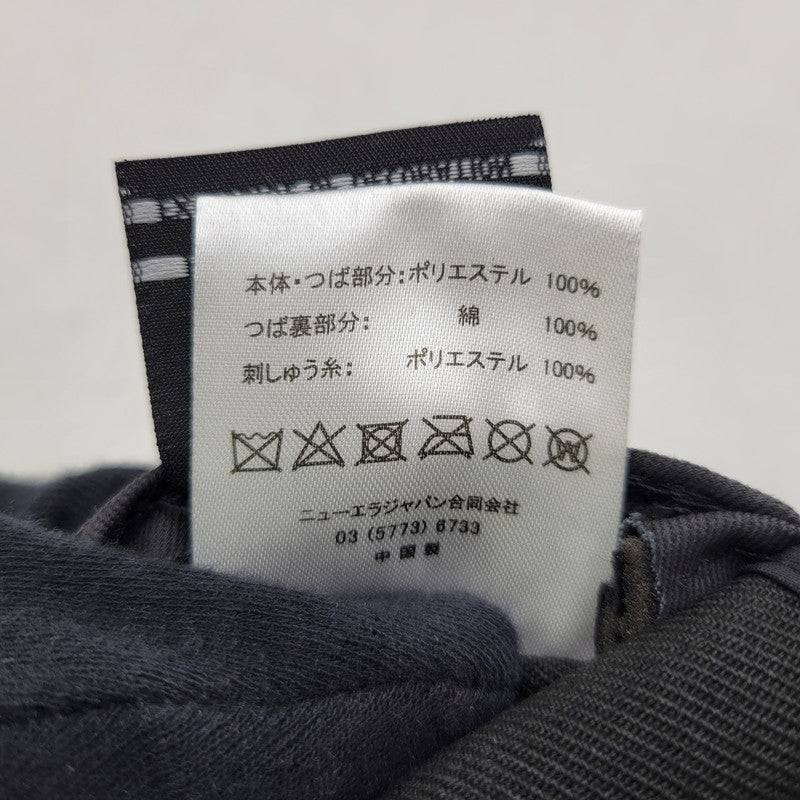 本体・つば部分：ポリエステル 100%
つば裏部分： 綿 100%
刺しゅう糸： ポリエステル 100%
ニューエラジャパン合同会社
03 (5773) 6733
中国製